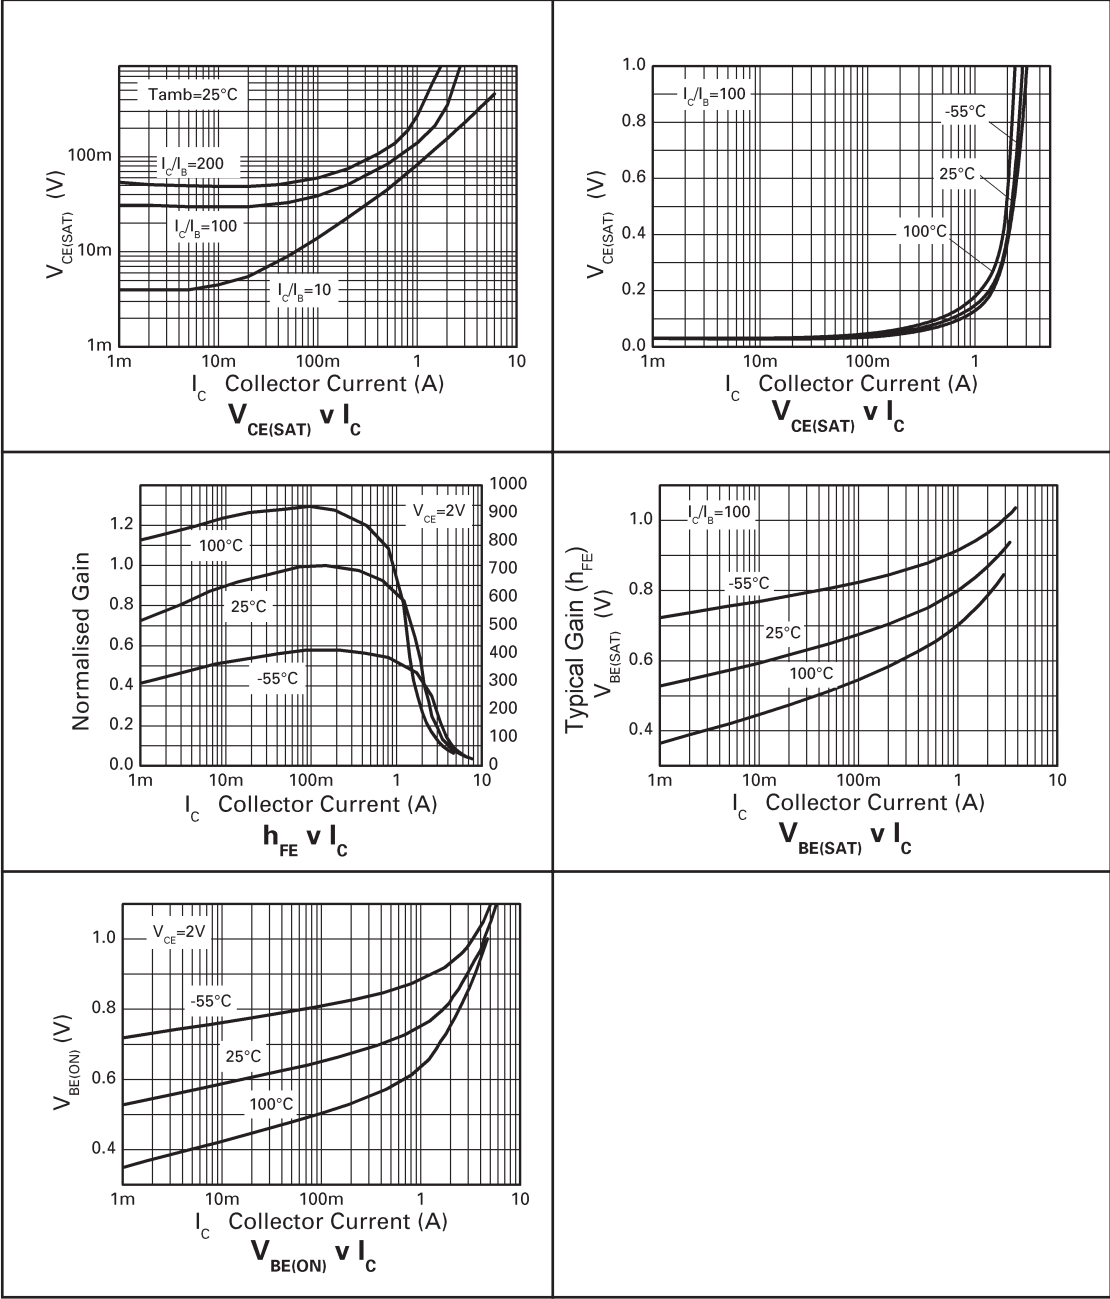 Tamb=25°C
IC/IB=200
IC/IB=100
IC/IB=10
100m
10m
1m
VCE(SAT) (V)
1m 10m 100m 1 10
IC Collector Current (A)
VCE(SAT) v IC
IC/IB=100
-55°C
25°C
100°C
1.0
0.8
0.6
0.4
0.2
0.0
VCE(SAT) (V)
1m 10m 100m 1
IC Collector Current (A)
VCE(SAT) v IC
VCE=2V
100°C
25°C
-55°C
1.2
1.0
0.8
0.6
0.4
0.2
0.0
Normalised Gain
1000
900
800
700
600
500
400
300
200
100
0
Typical Gain (hFE)
1m 10m 100m 1 10
IC Collector Current (A)
hFE v IC
IC/IB=100
-55°C
25°C
100°C
1.0
0.8
0.6
0.4
VBE(SAT) (V)
1m 10m 100m 1 10
IC Collector Current (A)
VBE(SAT) v IC
VCE=2V
-55°C
25°C
100°C
1.0
0.8
0.6
0.4
VBE(ON) (V)
1m 10m 100m 1 10
IC Collector Current (A)
VBE(ON) v IC